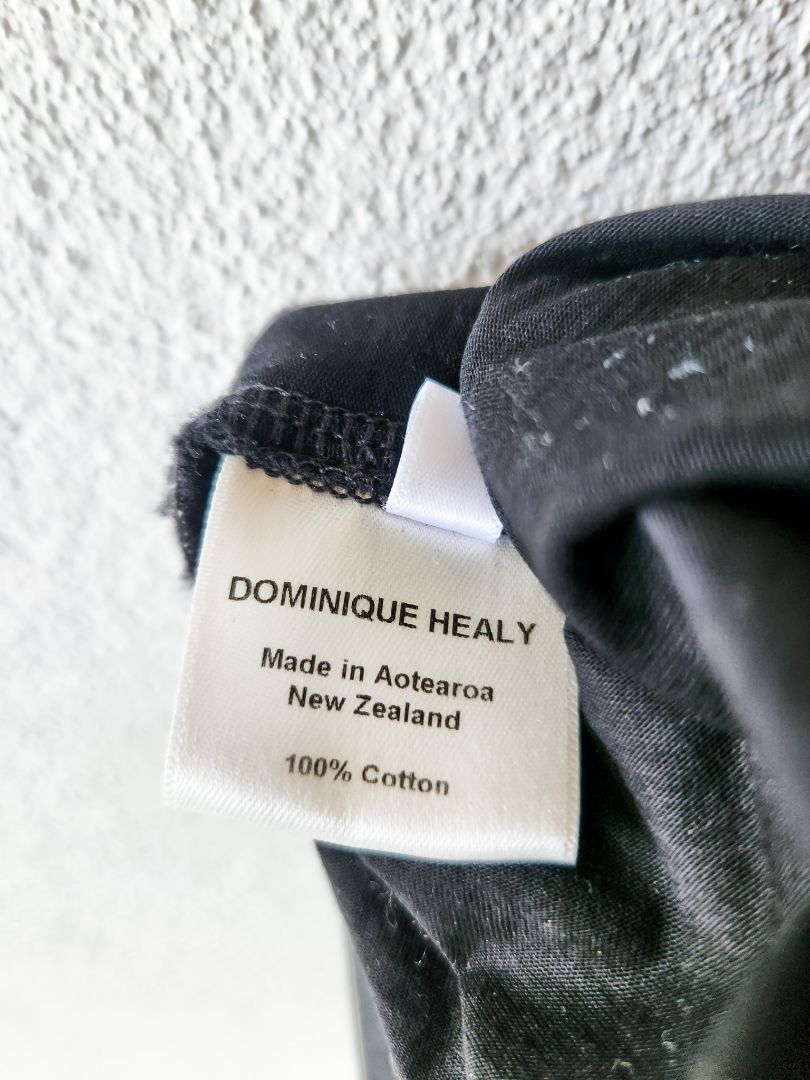 DOMINIQUE HEALY
Made in Aotearoa
New Zealand
100% Cotton